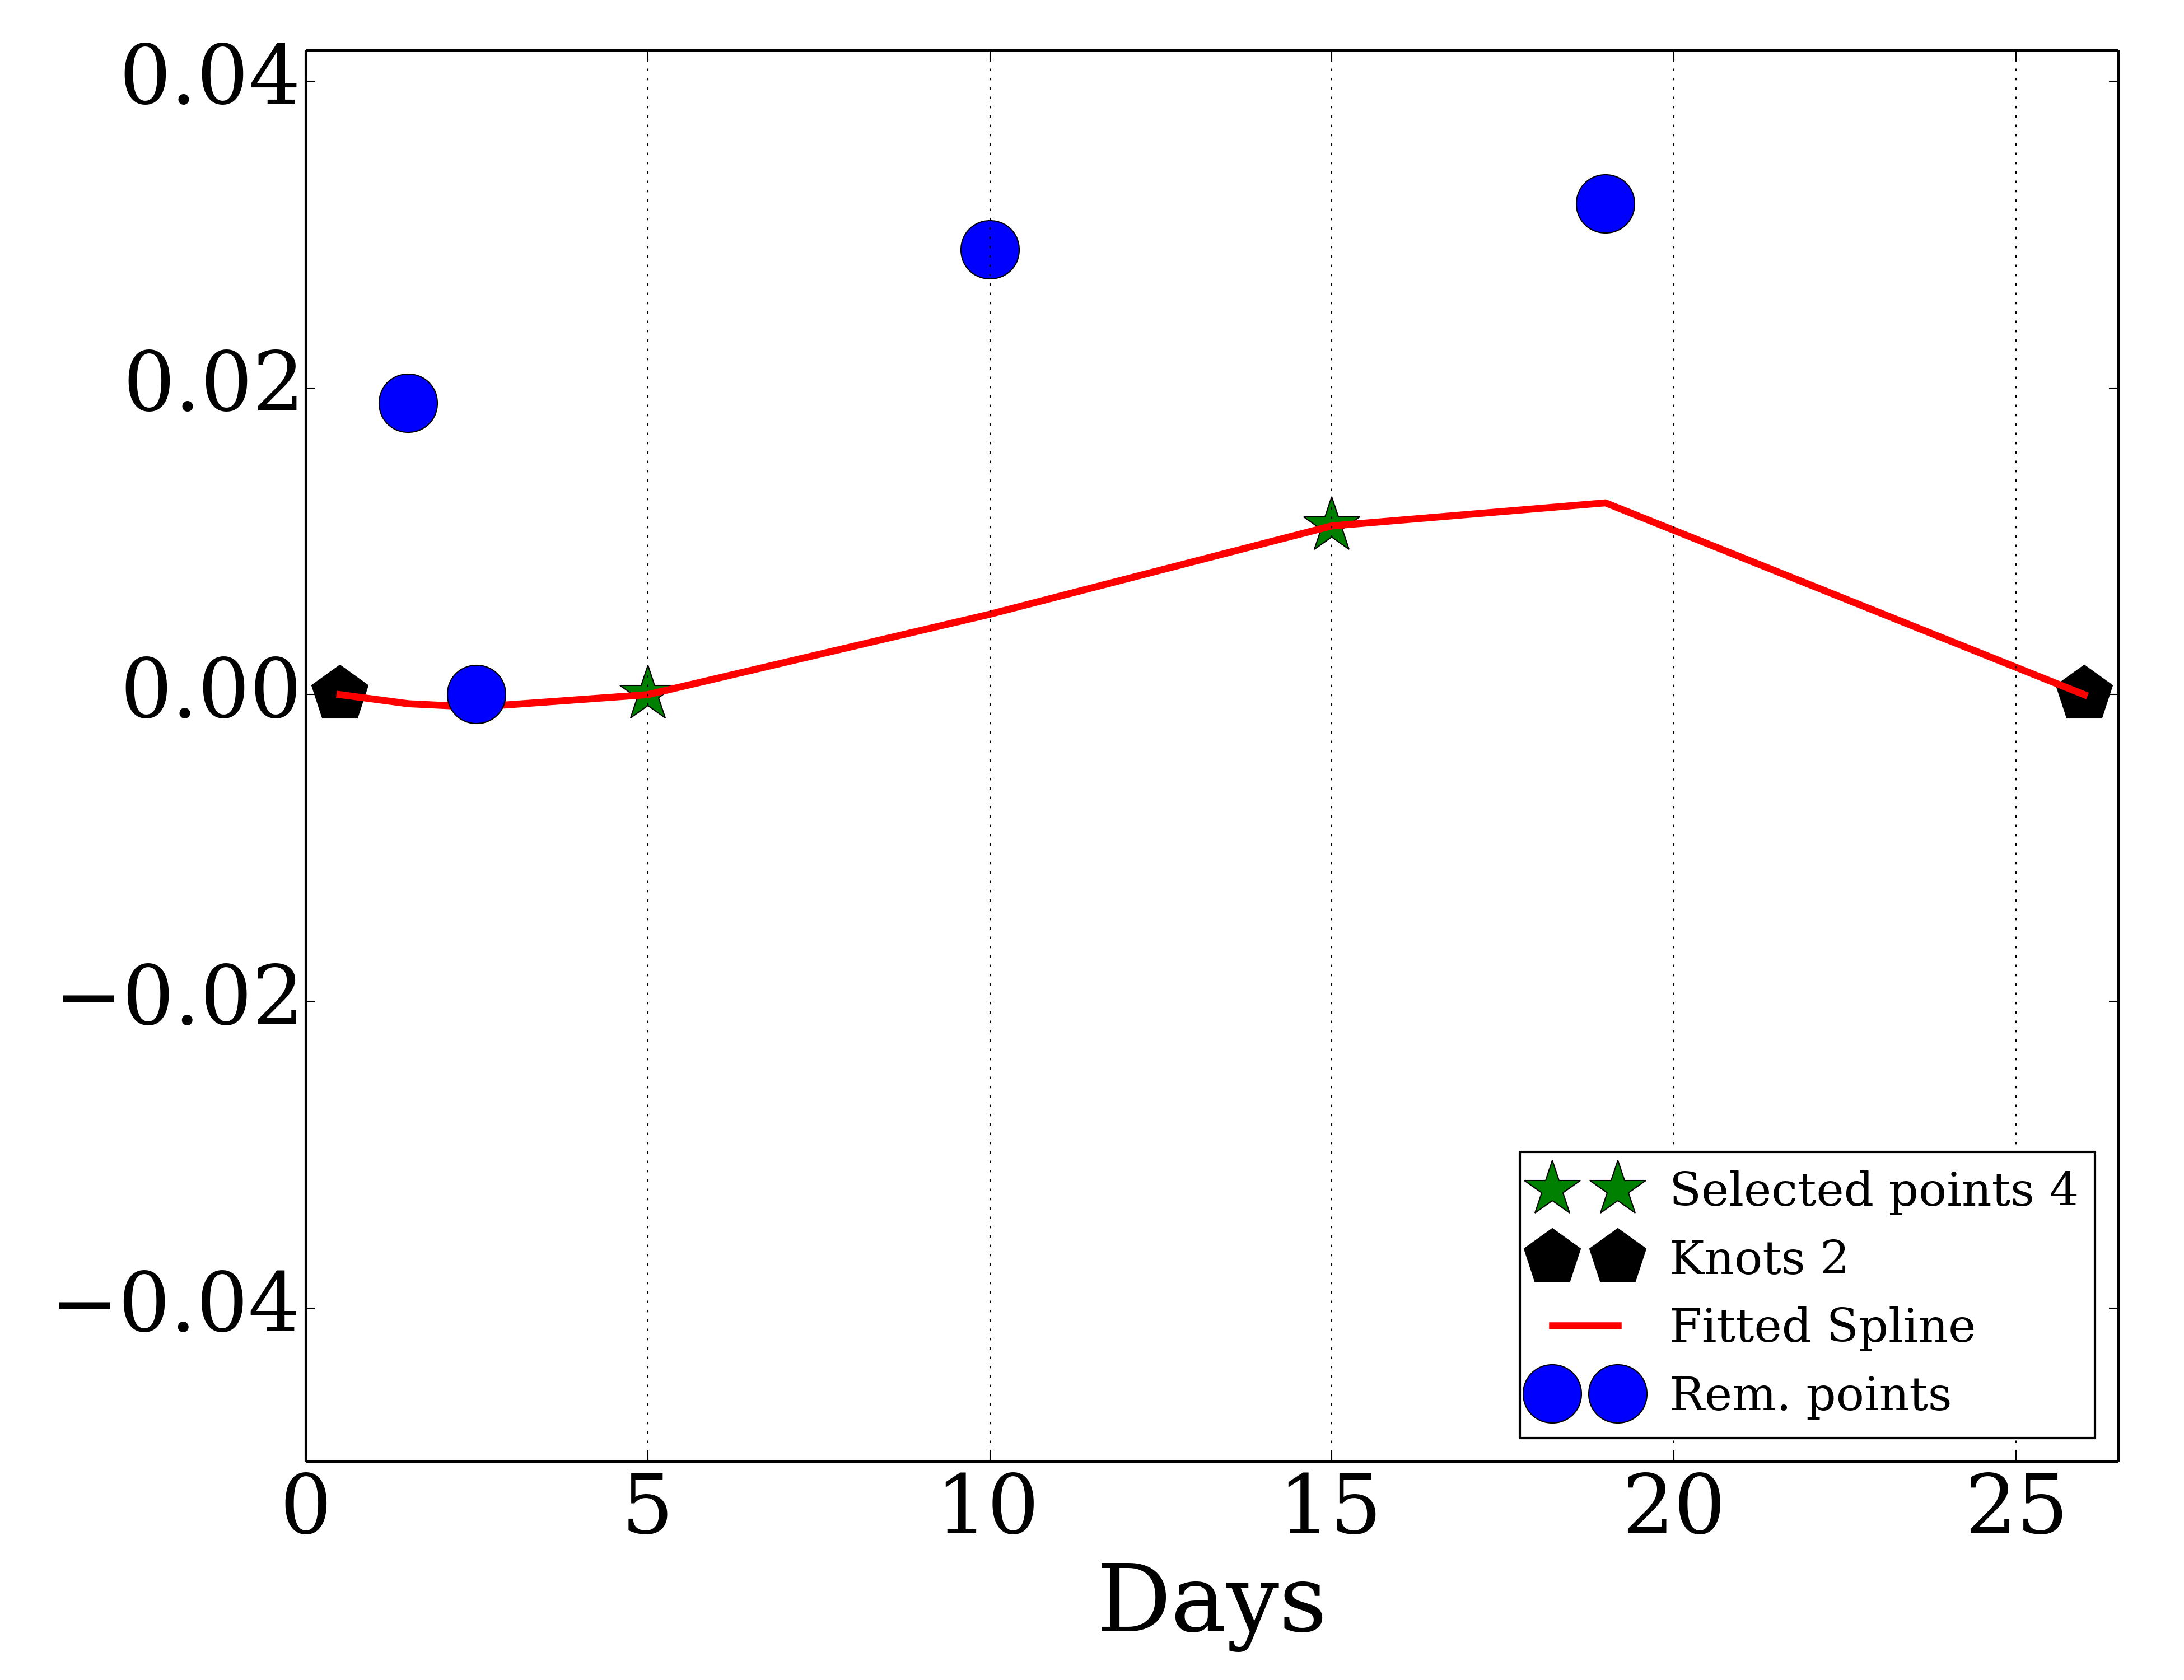 0.04
0.02
0.00
−0.02
−0.04
Selected points 4
Knots 2
Fitted Spline
Rem. points
0 5 10 15 20 25
Days